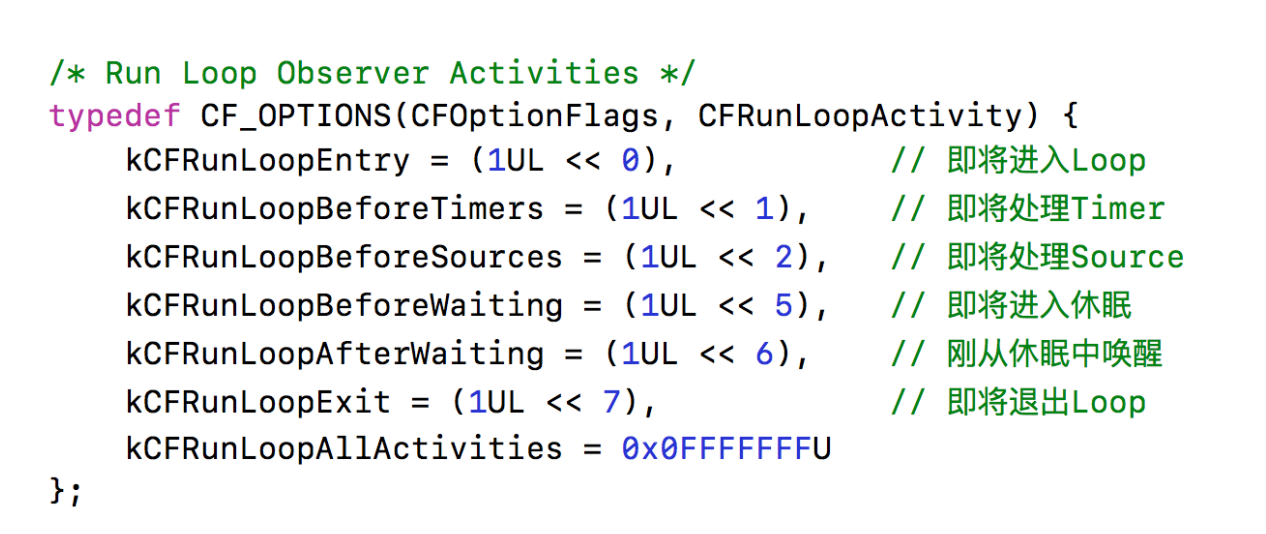 /* Run Loop Observer Activities */
typedef CF_OPTIONS(CFOptionFlags, CFRunLoopActivity) {
    kCFRunLoopEntry = (1UL << 0),            // 即将进入Loop
    kCFRunLoopBeforeTimers = (1UL << 1),     // 即将处理Timer
    kCFRunLoopBeforeSources = (1UL << 2),    // 即将处理Source
    kCFRunLoopBeforeWaiting = (1UL << 5),    // 即将进入休眠
    kCFRunLoopAfterWaiting = (1UL << 6),     // 刚从休眠中唤醒
    kCFRunLoopExit = (1UL << 7),             // 即将退出Loop
    kCFRunLoopAllActivities = 0x0FFFFFFFU
};